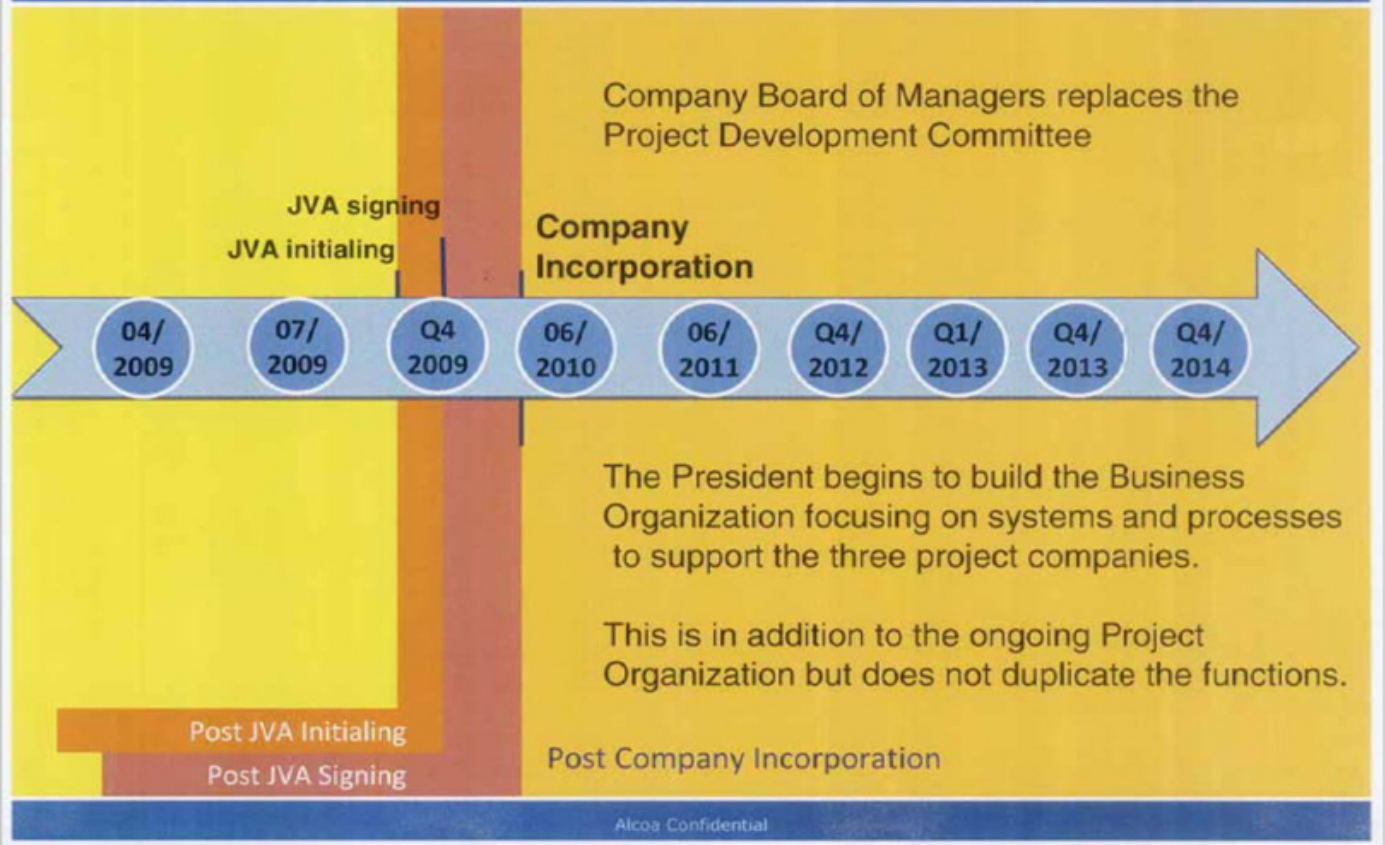 Company Board of Managers replaces the
Project Development Committee
JVA signing
JVA initialing
Company
Incorporation
04/
2009
07/
2009
Q4
2009
06/
2010
06/
2011
Q4/
2012
Q1/
2013
Q4/
2013
Q4/
2014
The President begins to build the Business
Organization focusing on systems and processes
to support the three project companies.
This is in addition to the ongoing Project
Organization but does not duplicate the functions.
Post JVA Initialing
Post JVA Signing
Post Company Incorporation
Alcoa Confidential